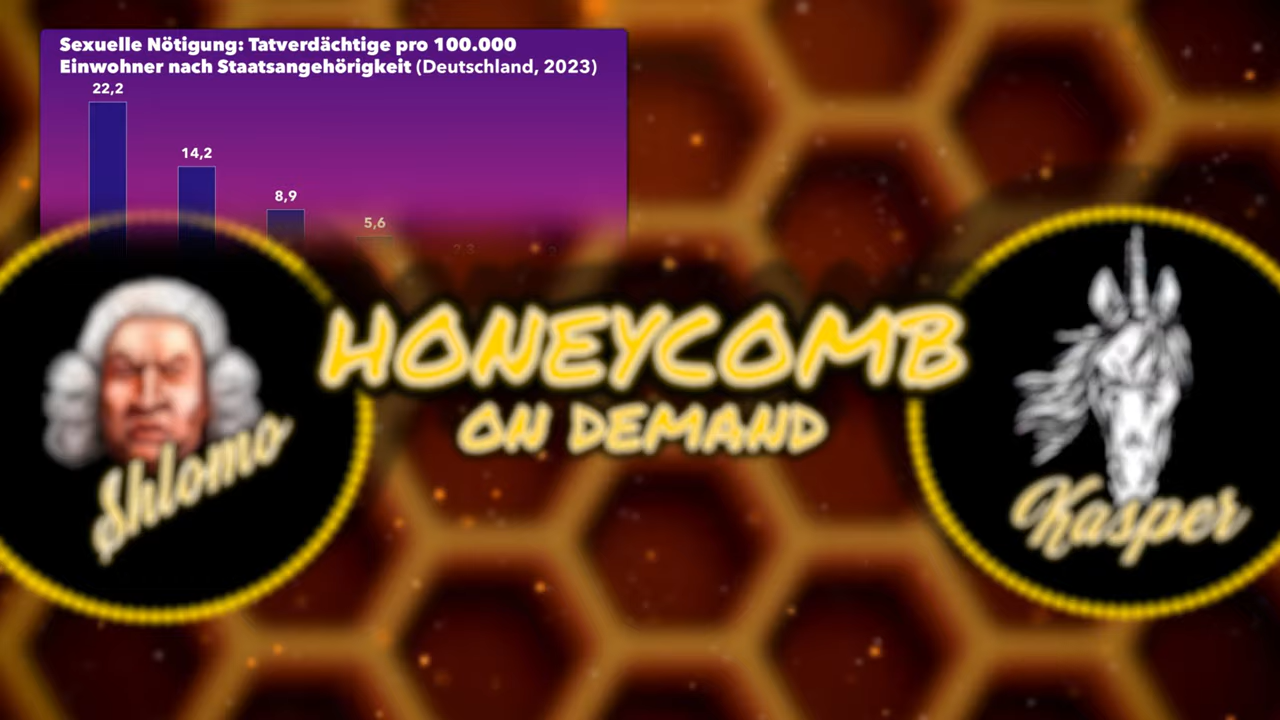 Sexuelle Nötigung: Tatverdächtige pro 100.000
Einwohner nach Staatsangehörigkeit (Deutschland, 2023)
22,2
14,2
8,9
5,6
HONEYCOMB
ON DEMAND
$hlomo
Kasper